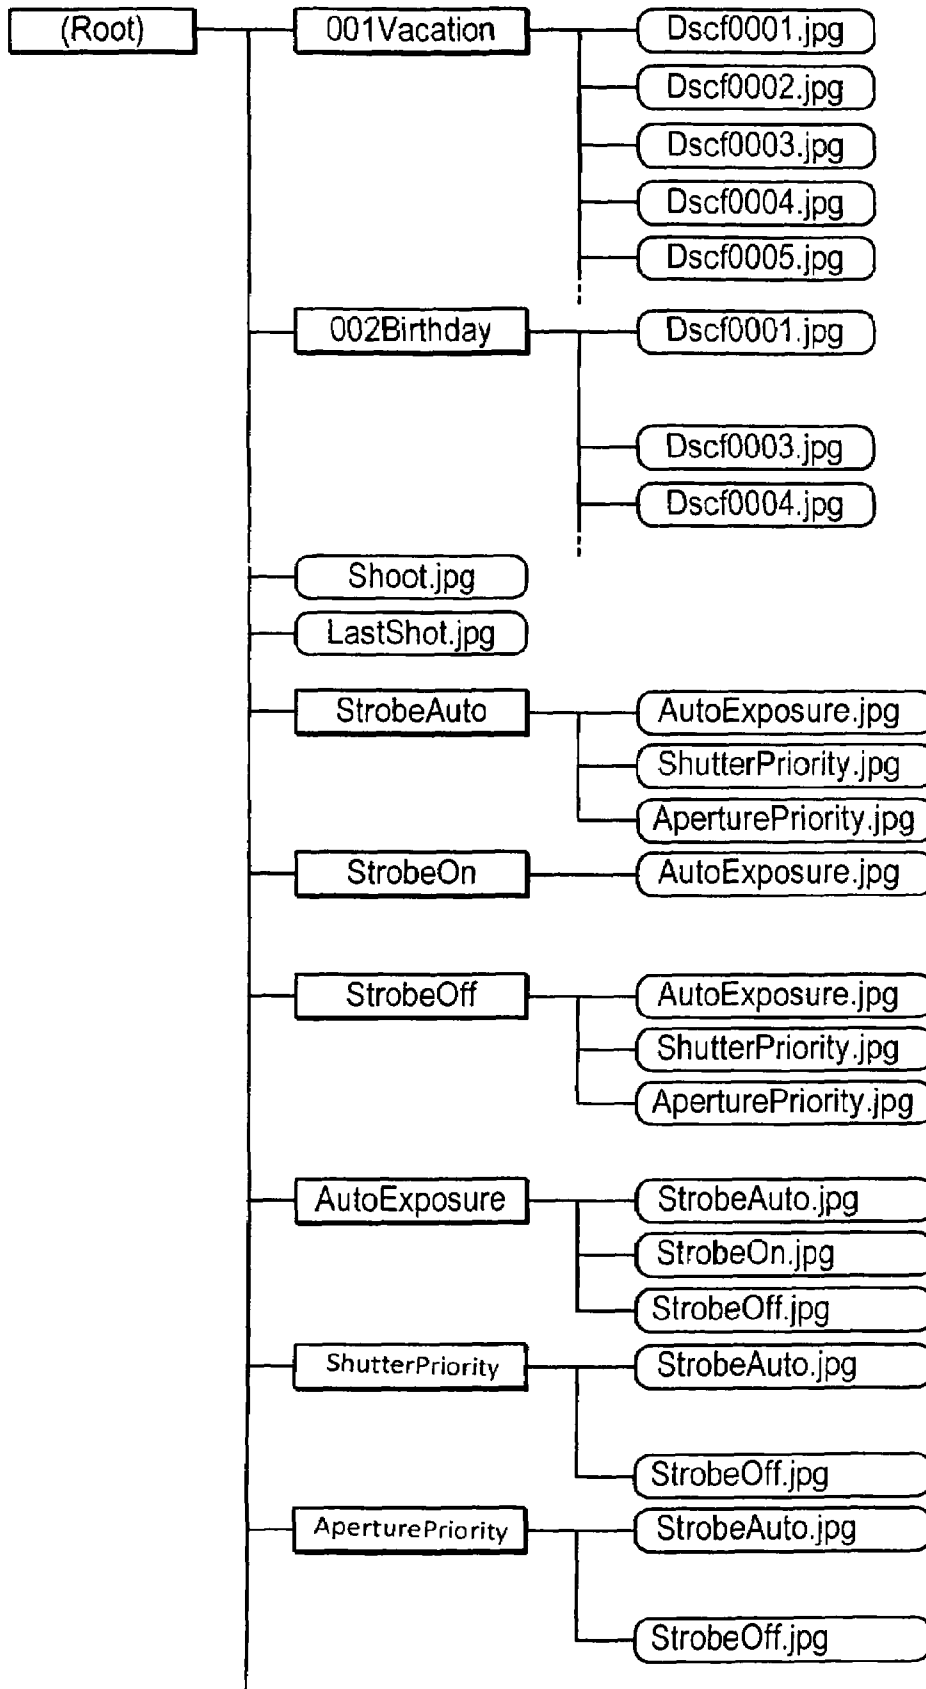 (Root)
001Vacation
Dscf0001.jpg
Dscf0002.jpg
Dscf0003.jpg
Dscf0004.jpg
Dscf0005.jpg
002Birthday
Dscf0001.jpg
Dscf0003.jpg
Dscf0004.jpg
Shoot.jpg
LastShot.jpg
StrobeAuto
AutoExposure.jpg
ShutterPriority.jpg
AperturePriority.jpg
StrobeOn
AutoExposure.jpg
StrobeOff
AutoExposure.jpg
ShutterPriority.jpg
AperturePriority.jpg
AutoExposure
StrobeAuto.jpg
StrobeOn.jpg
StrobeOff.jpg
ShutterPriority
StrobeAuto.jpg
StrobeOff.jpg
AperturePriority
StrobeAuto.jpg
StrobeOff.jpg